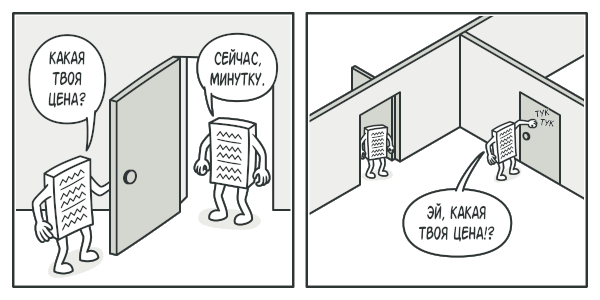 КАКАЯ
ТВОЯ
ЦЕНА?
СЕЙЧАС,
МИНУТКУ.
ТУК
ТУК
ЭЙ, КАКАЯ
ТВОЯ ЦЕНА!?